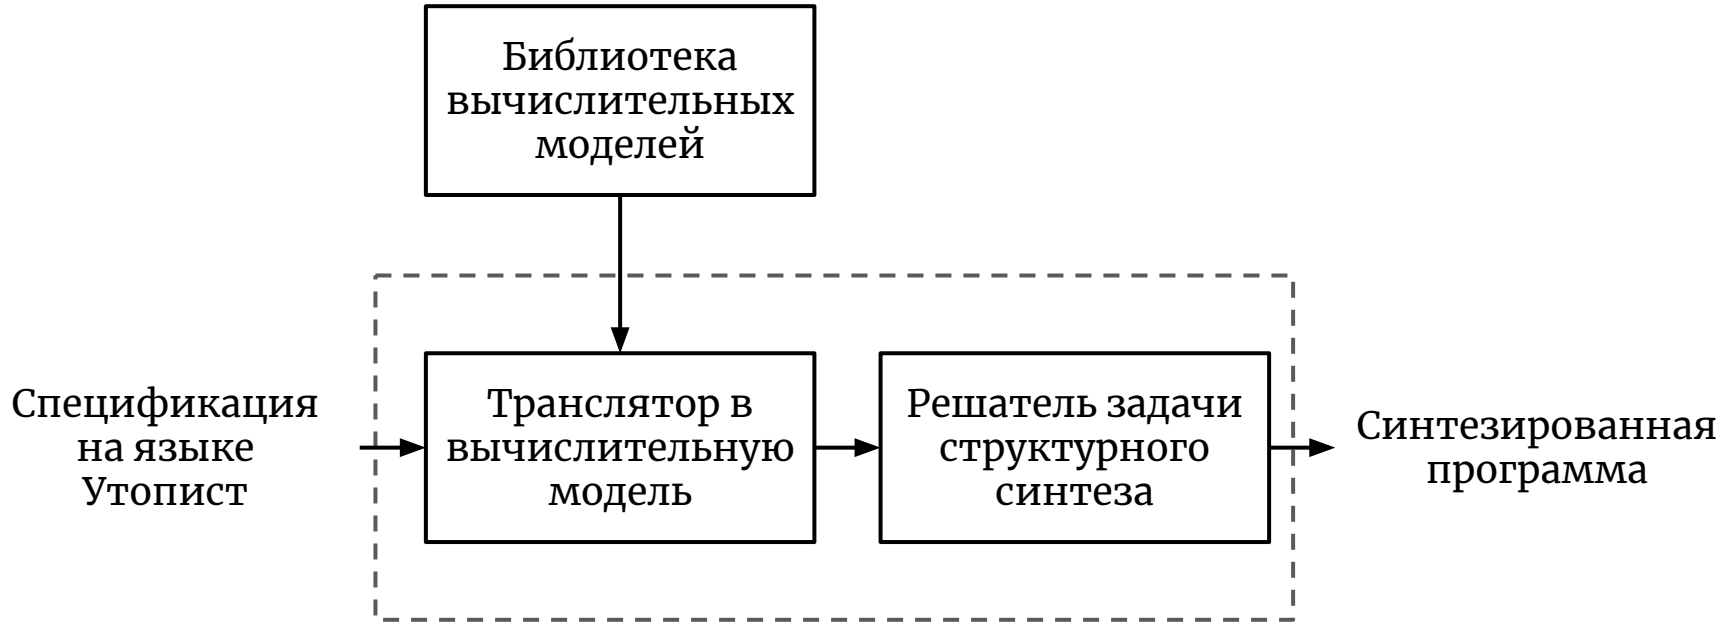 Библиотека
вычислительных
моделей
Спецификация
на языке
Утопист
Транслятор в
вычислительную
модель
Решатель задачи
структурного
синтеза
Синтезированная
программа